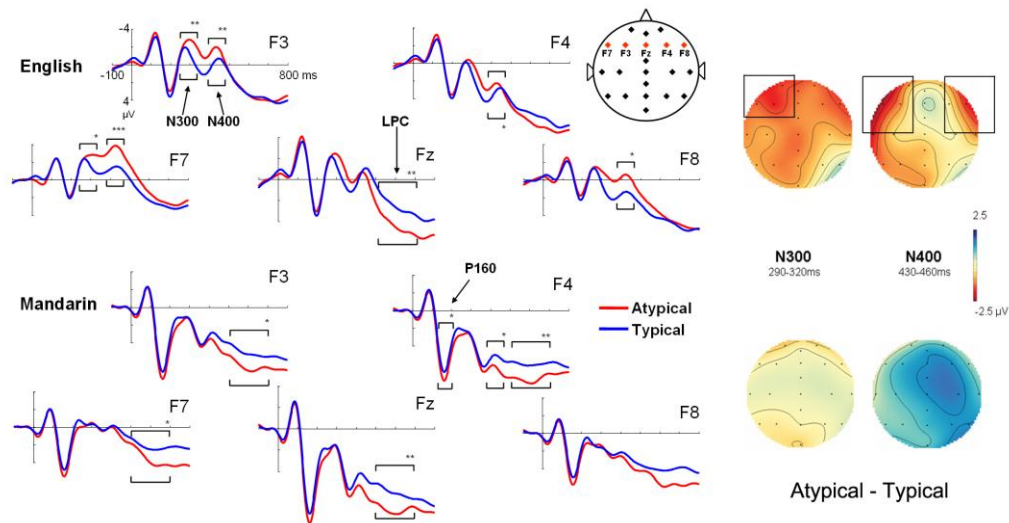 English
-4
4
µV
-100
800 ms
** **
F3
N300 N400
F4
*
F7 F3 Fz F4 F8
F7
* ***
LPC
Fz
**
F8
*
N300
290-320ms
N400
430-460ms
2.5
-2.5 µV
Mandarin
F3
*
P160
F4
* * **
Atypical
Typical
F7
*
Fz
**
F8
Atypical - Typical